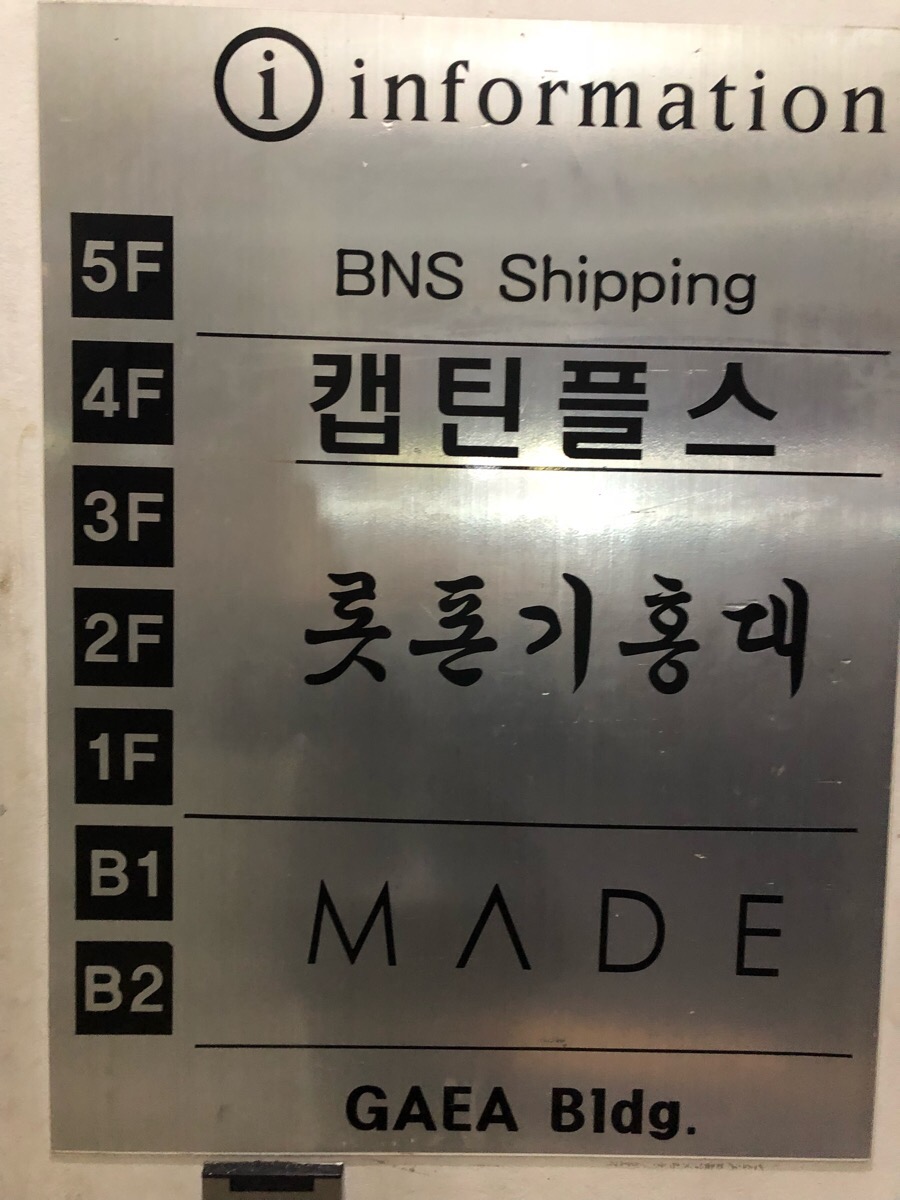 i information
5F BNS Shipping
4F 캡틴플스
3F
2F 롯폰기홍대
1F
B1
MADE
B2
GAEA Bldg.